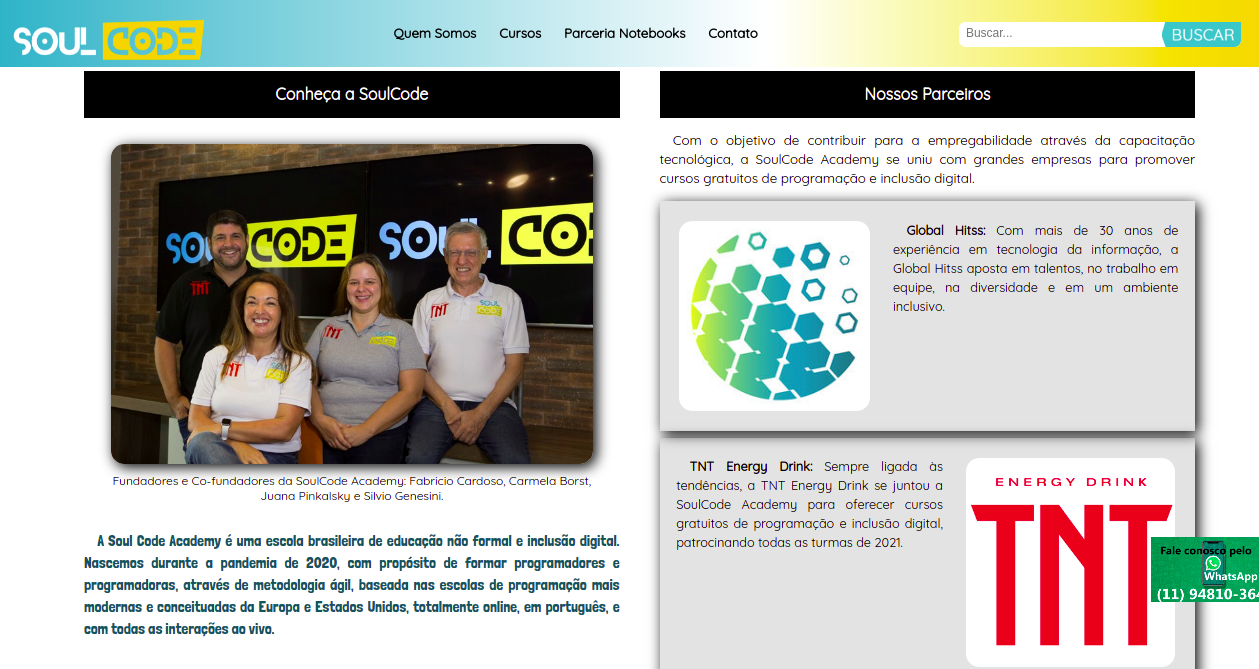 SOUL CODE
Quem Somos Cursos Parceria Notebooks Contato
Buscar... BUSCAR
Conheça a SoulCode
SOUL CODE SOUL CODE
TNT
TNT
TNT
TNT
Fundadores e Co-fundadores da SoulCode Academy: Fabricio Cardoso, Carmela Borst,
Juana Pinkalsky e Silvio Genesini.
A Soul Code Academy é uma escola brasileira de educação não formal e inclusão digital.
Nascemos durante a pandemia de 2020, com propósito de formar programadores e
programadoras, através de metodologia ágil, baseada nas escolas de programação mais
modernas e conceituadas da Europa e Estados Unidos, totalmente online, em português, e
com todas as interações ao vivo.
Nossos Parceiros
Com o objetivo de contribuir para a empregabilidade através da capacitação
tecnológica, a SoulCode Academy se uniu com grandes empresas para promover
cursos gratuitos de programação e inclusão digital.
Global Hitss: Com mais de 30 anos de
experiência em tecnologia da informação, a
Global Hitss aposta em talentos, no trabalho em
equipe, na diversidade e em um ambiente
inclusivo.
TNT Energy Drink: Sempre ligada às
tendências, a TNT Energy Drink se juntou a
SoulCode Academy para oferecer cursos
gratuitos de programação e inclusão digital,
patrocinando todas as turmas de 2021.
ENERGY DRINK
TNT
Fale conosco pelo
WhatsApp
(11) 94810-364